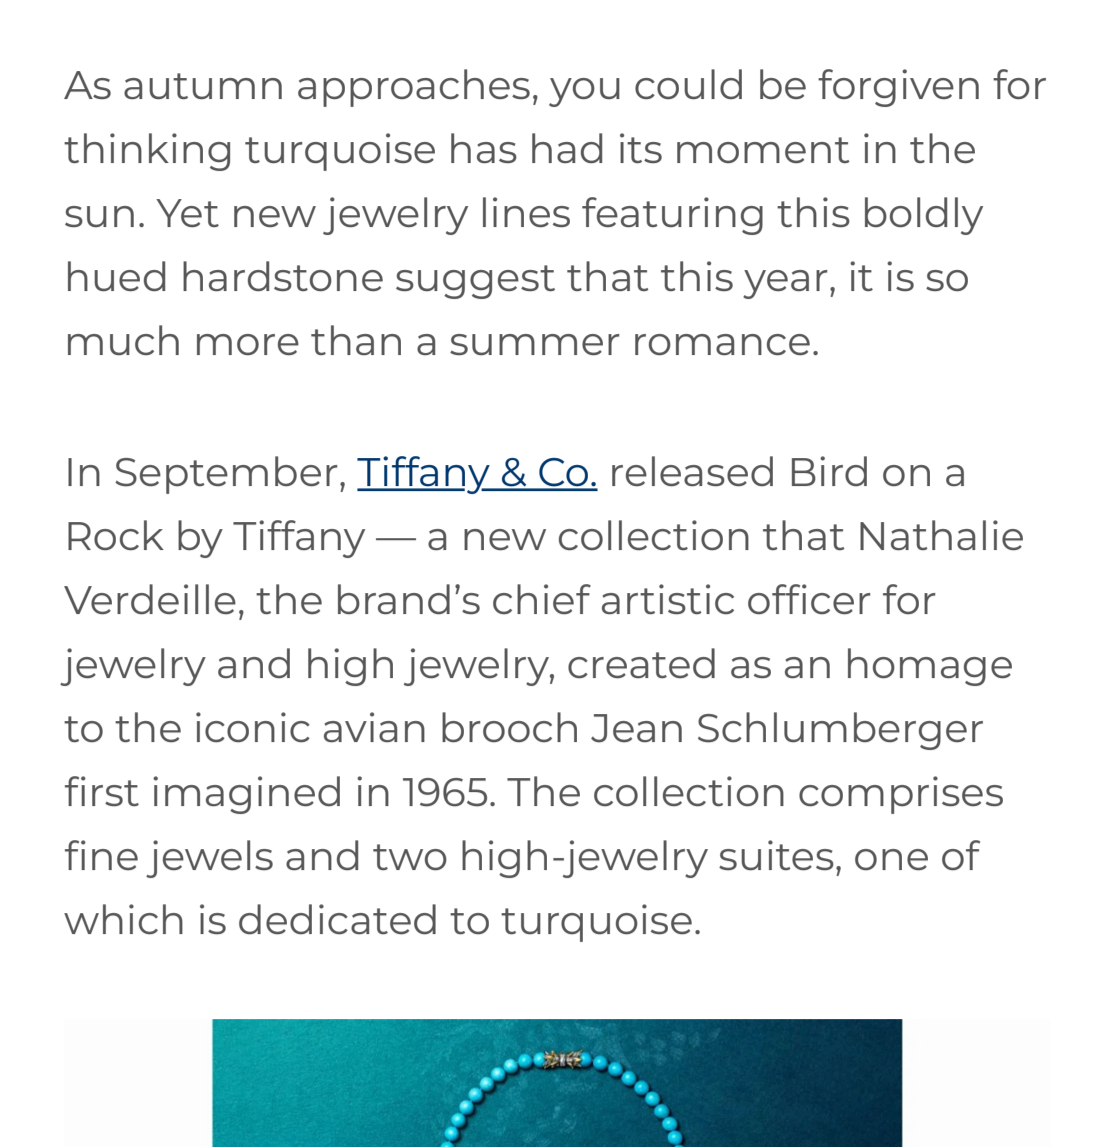 As autumn approaches, you could be forgiven for
thinking turquoise has had its moment in the
sun. Yet new jewelry lines featuring this boldly
hued hardstone suggest that this year, it is so
much more than a summer romance.
In September, Tiffany & Co. released Bird on a
Rock by Tiffany — a new collection that Nathalie
Verdeille, the brand’s chief artistic officer for
jewelry and high jewelry, created as an homage
to the iconic avian brooch Jean Schlumberger
first imagined in 1965. The collection comprises
fine jewels and two high-jewelry suites, one of
which is dedicated to turquoise.